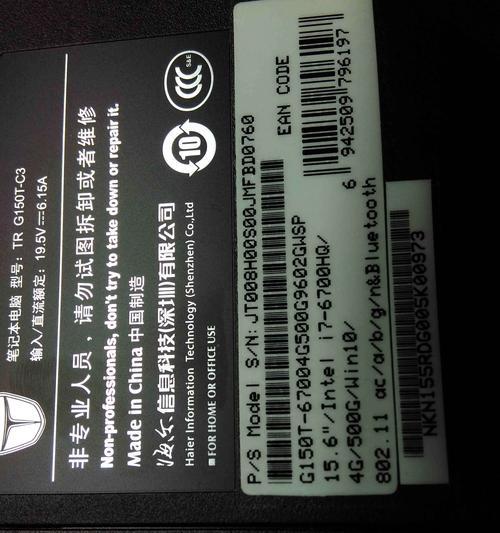 笔记本电脑 型号: TR G150T-C3
输入/直流额定: 19.5V⎓6.15A
非专业人员，请勿试图拆卸或者维修
Non-professionals, don't try to take down or repair it.
Made in China 中国制造
海尔信息科技(深圳)有限公司
Haier Information Technology (Shenzhen) Co.,Ltd
■ FOR HOME OR OFFICE USE
10
CCC
S&E
P/S Model S/N: JT008H00S00JMFBD0760
G150T-67004G500G9602GWSP
15.6"/Intel i7-6700HQ/
4G/500G/Win10/
802.11 ac/a/b/g/n&Bluetooth
EAN CODE
6 942509 796197
NKN155RDG005K00973